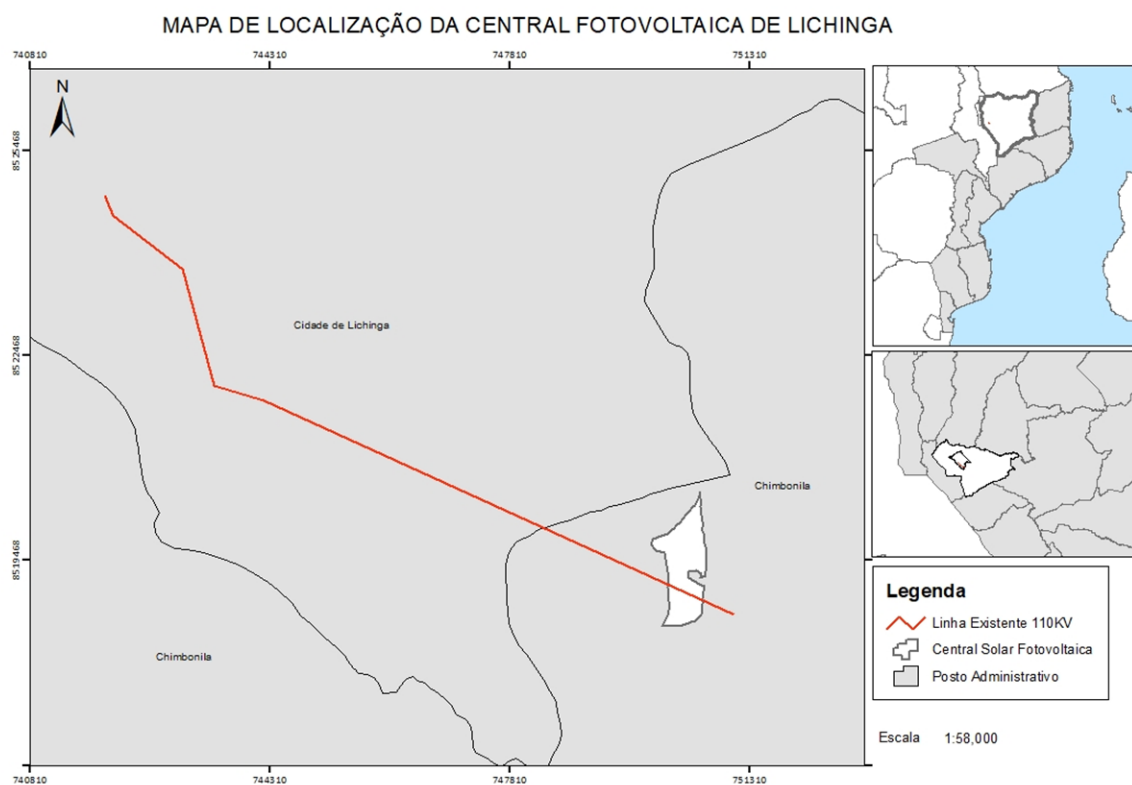 MAPA DE LOCALIZAÇÃO DA CENTRAL FOTOVOLTAICA DE LICHINGA
740810
744310
747810
751310
N
8525468
8522468
8519468
Cidade de Lichinga
Chimbonila
Chimbonila
740810
744310
747810
751310
Legenda
Linha Existente 110KV
Central Solar Fotovoltaica
Posto Administrativo
Escala 1:58,000